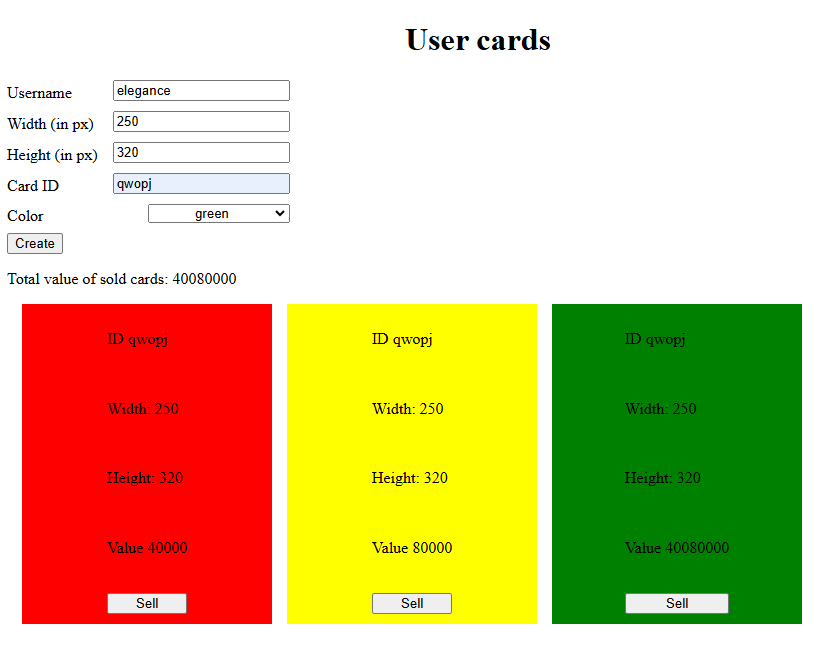 User cards
Username elegance
Width (in px) 250
Height (in px) 320
Card ID qwopj
Color green
Create
Total value of sold cards: 40080000
ID qwopj ID qwopj ID qwopj
Width: 250 Width: 250 Width: 250
Height: 320 Height: 320 Height: 320
Value 40000 Value 80000 Value 40080000
Sell Sell Sell